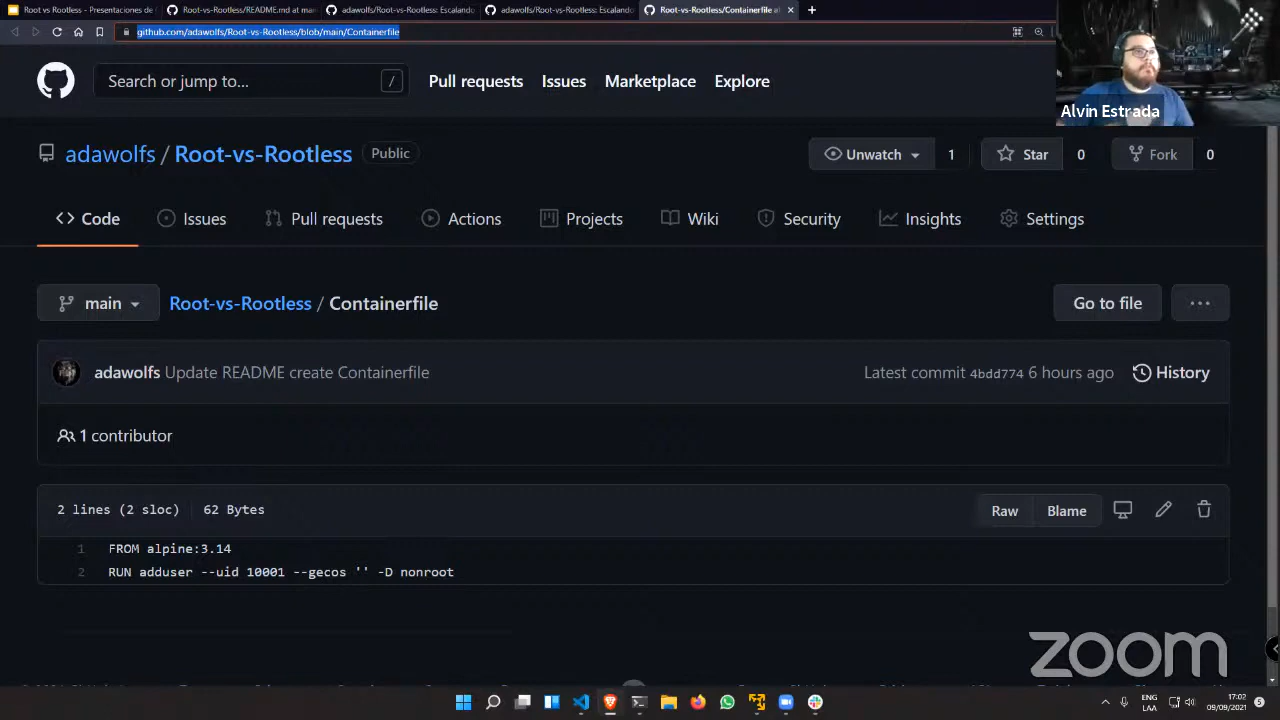 Root vs Rootless - Presentaciones de
Root-vs-Rootless/README.md at mai
adawolfs/Root-vs-Rootless: Escalando
adawolfs/Root-vs-Rootless: Escalando
Root-vs-Rootless/Containerfile a
github.com/adawolfs/Root-vs-Rootless/blob/main/Containerfile
Search or jump to... /
Pull requests Issues Marketplace Explore
Alvin Estrada
adawolfs / Root-vs-Rootless Public
Unwatch 1 Star 0 Fork 0
Code Issues Pull requests Actions Projects Wiki Security Insights Settings
main Root-vs-Rootless / Containerfile Go to file ...
adawolfs Update README create Containerfile Latest commit 4bdd774 6 hours ago History
1 contributor
2 lines (2 sloc) 62 Bytes Raw Blame
1 FROM alpine:3.14
2 RUN adduser --uid 10001 --gecos '' -D nonroot
zoom
ENG 17:02
LAA 09/09/2021 5